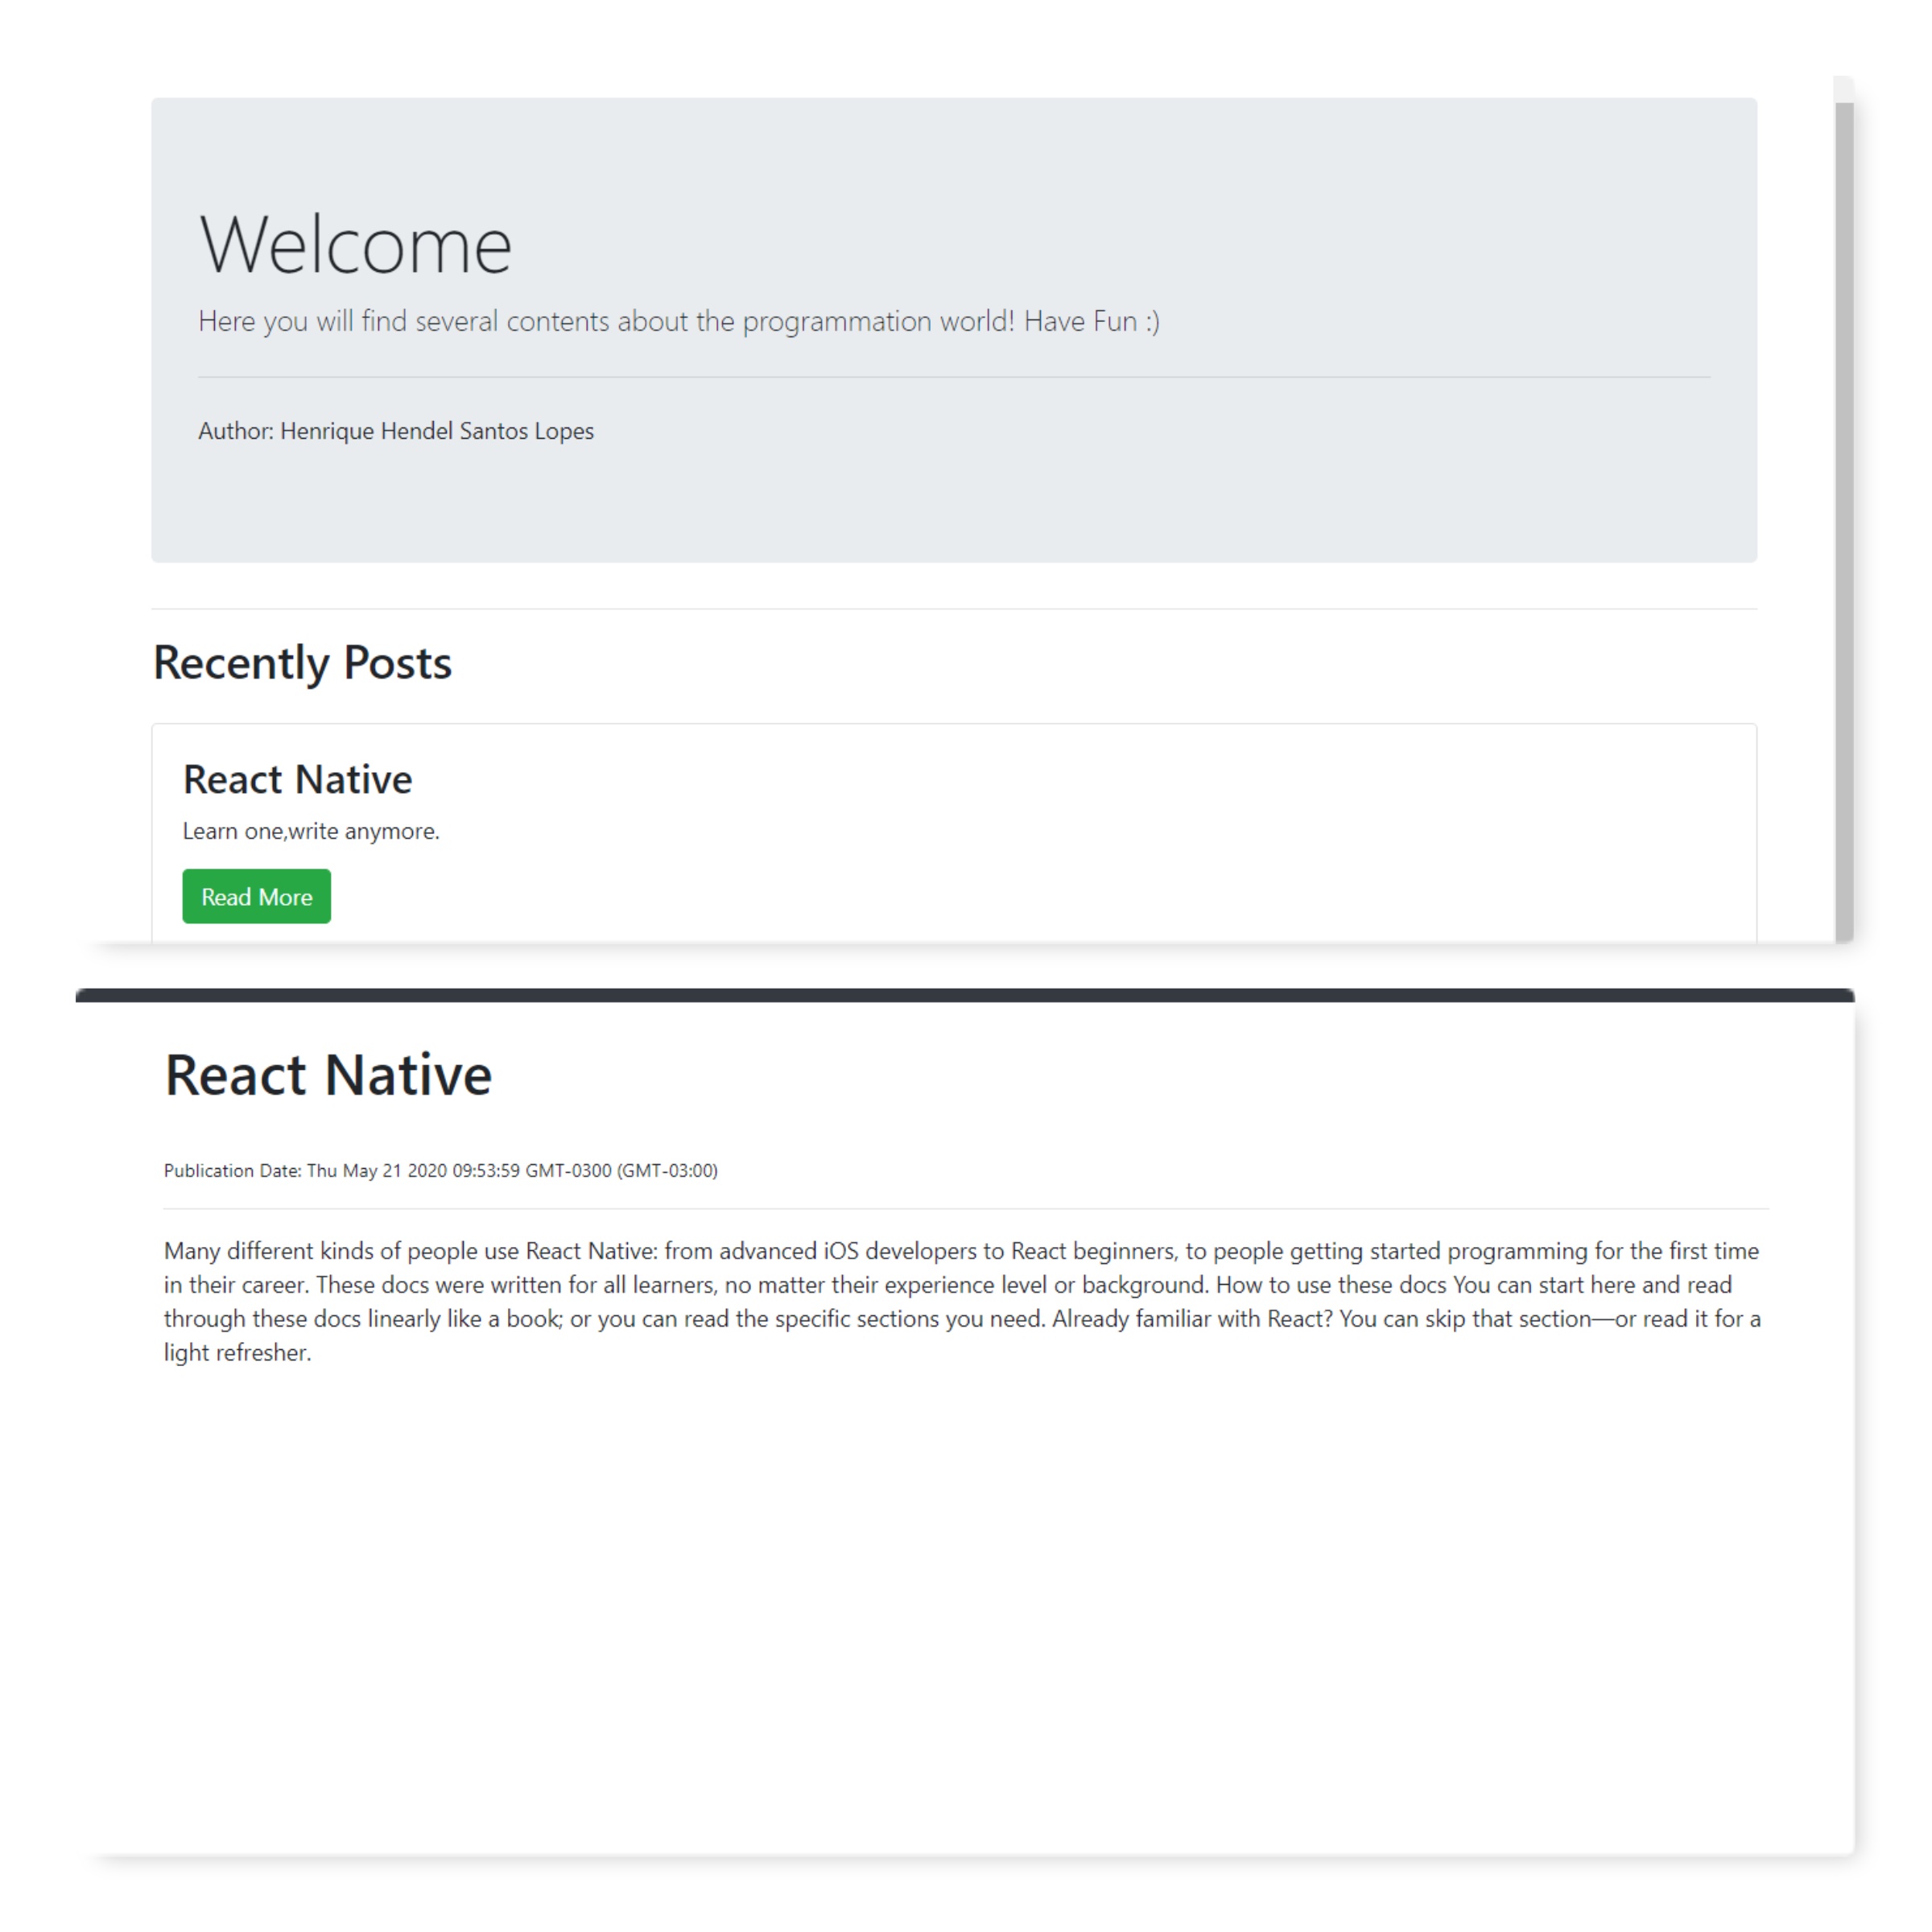 Welcome
Here you will find several contents about the programmation world! Have Fun :)
Author: Henrique Hendel Santos Lopes
Recently Posts
React Native
Learn one,write anymore.
Read More
React Native
Publication Date: Thu May 21 2020 09:53:59 GMT-0300 (GMT-03:00)
Many different kinds of people use React Native: from advanced iOS developers to React beginners, to people getting started programming for the first time
in their career. These docs were written for all learners, no matter their experience level or background. How to use these docs You can start here and read
through these docs linearly like a book; or you can read the specific sections you need. Already familiar with React? You can skip that section—or read it for a
light refresher.